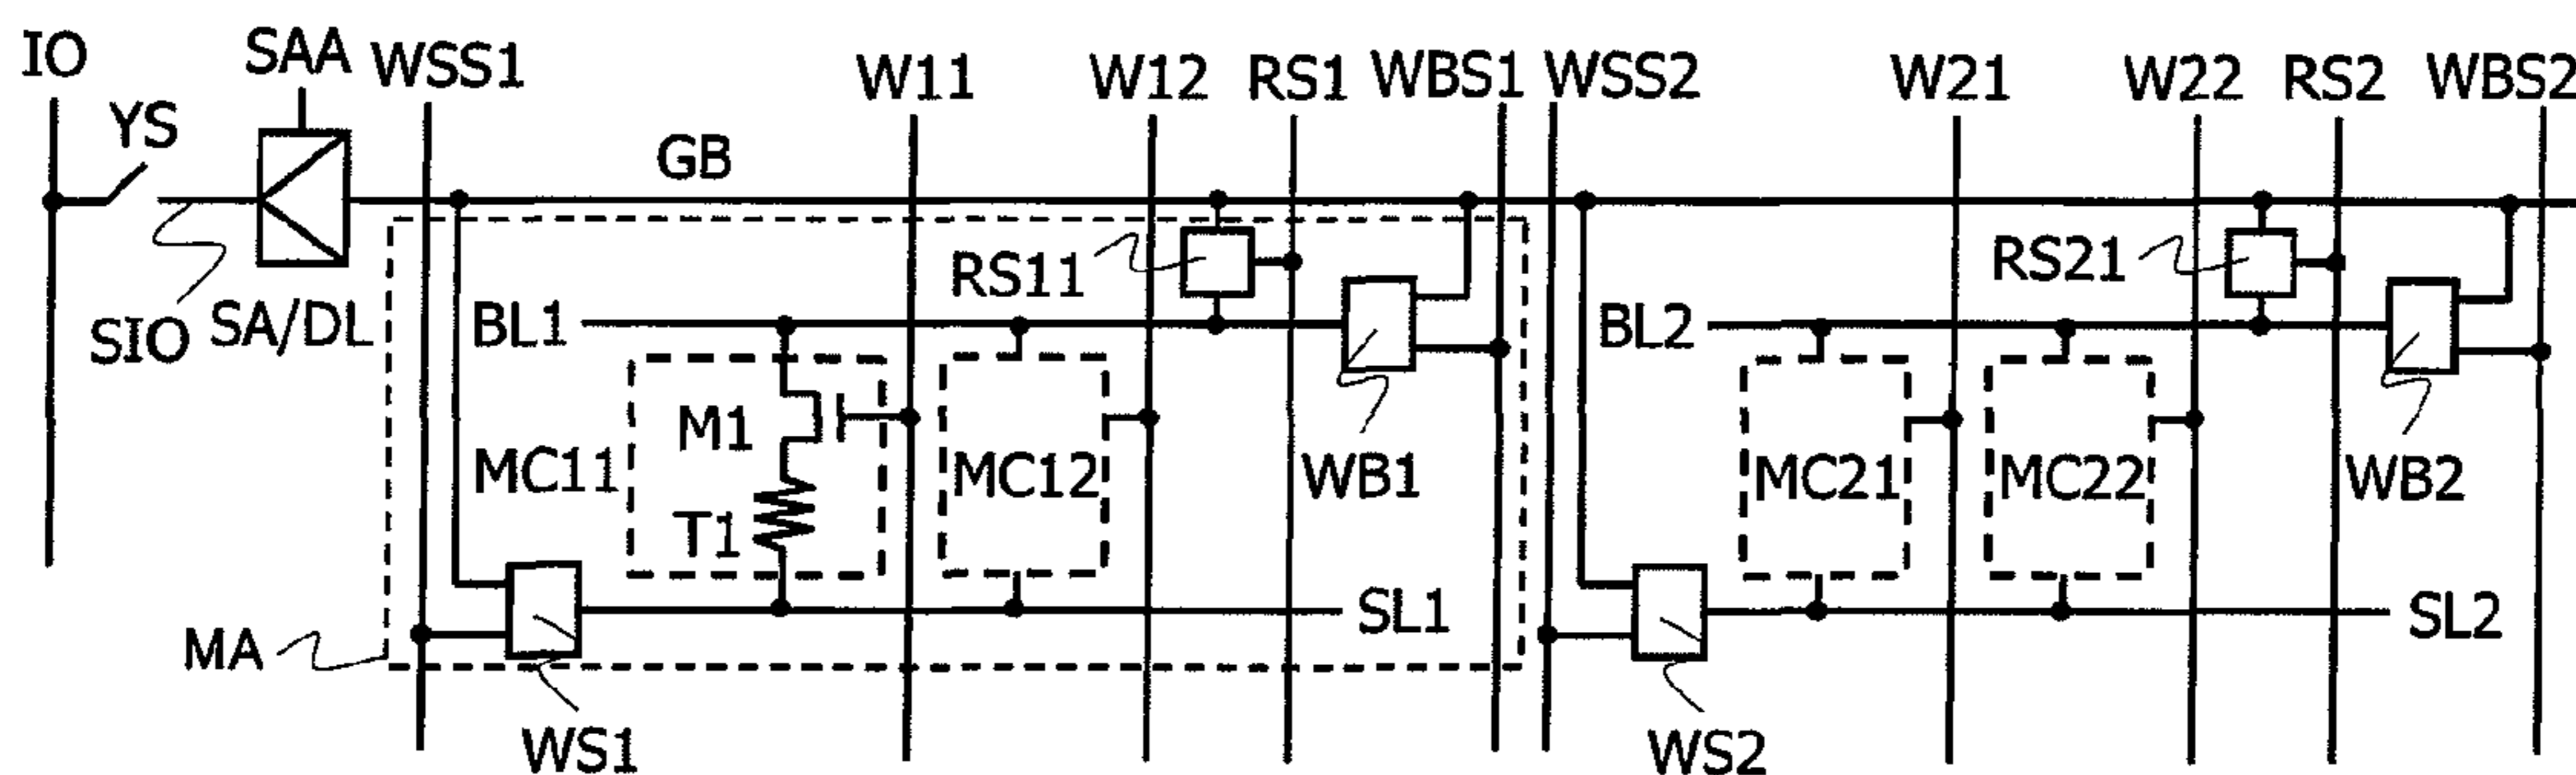 IO SAA WSS1 W11 W12 RS1 WBS1 WSS2 W21 W22 RS2 WBS2
YS GB
RS11 RS21
SIO SA/DL BL1 BL2
M1
MC11 MC12 WB1 MC21 MC22 WB2
T1
SL1 SL2
MA
WS1 WS2